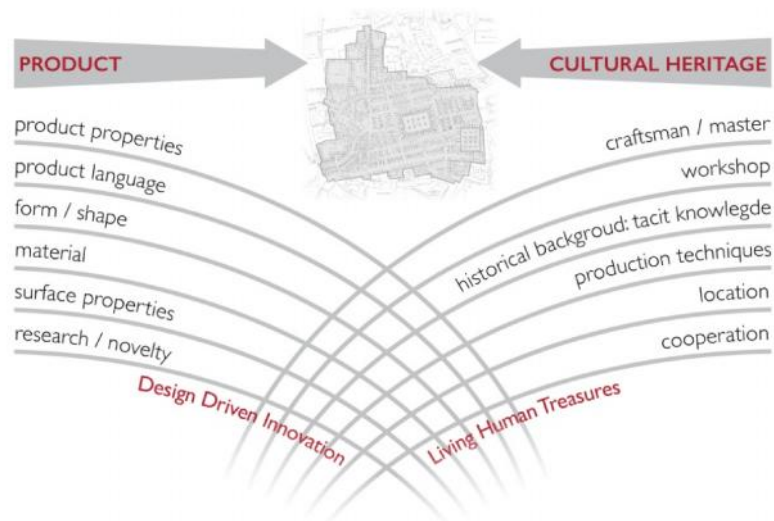 PRODUCT
CULTURAL HERITAGE
product properties
product language
form / shape
material
surface properties
research / novelty
Design Driven Innovation
craftsman / master
workshop
historical backgroud: tacit knowlegde
production techniques
location
cooperation
Living Human Treasures